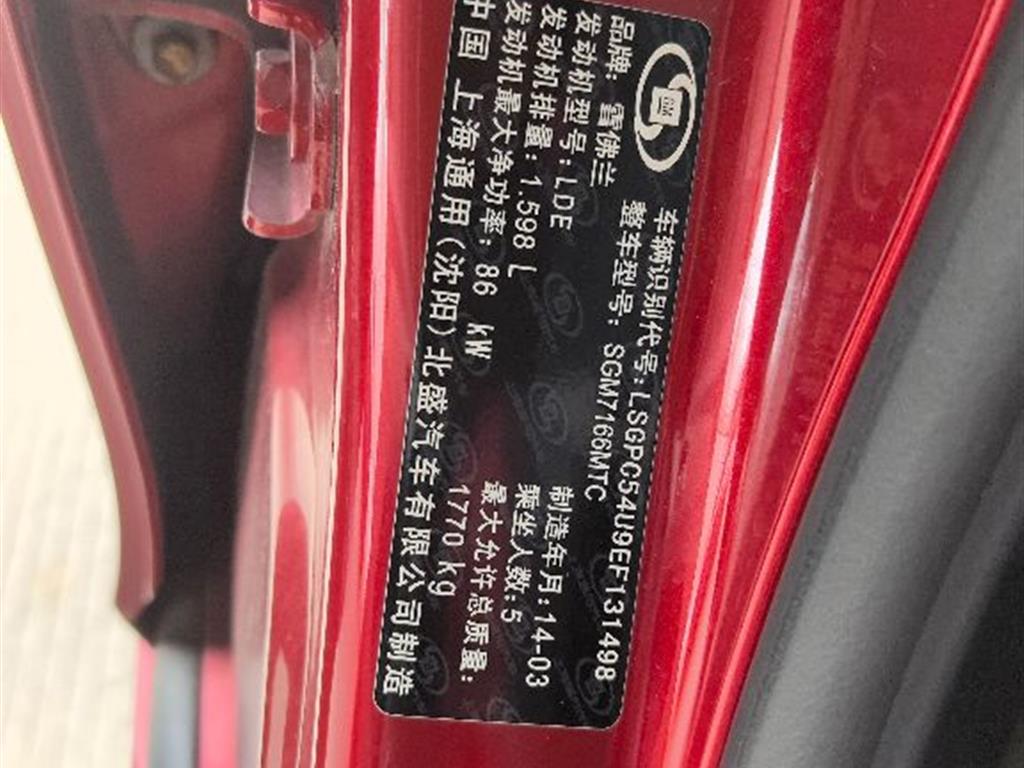 车辆识别代号:LSGPC54U9EF131498
整车型号: SGM7166MTC
品牌: 雪佛兰
发动机型号:LDE
制造年月:14-03
发动机排量:1.598 L
乘坐人数:5
发动机最大净功率:86 kW
最大允许总质量:
1770 kg
中国 上海通用(沈阳)北盛汽车有限公司制造